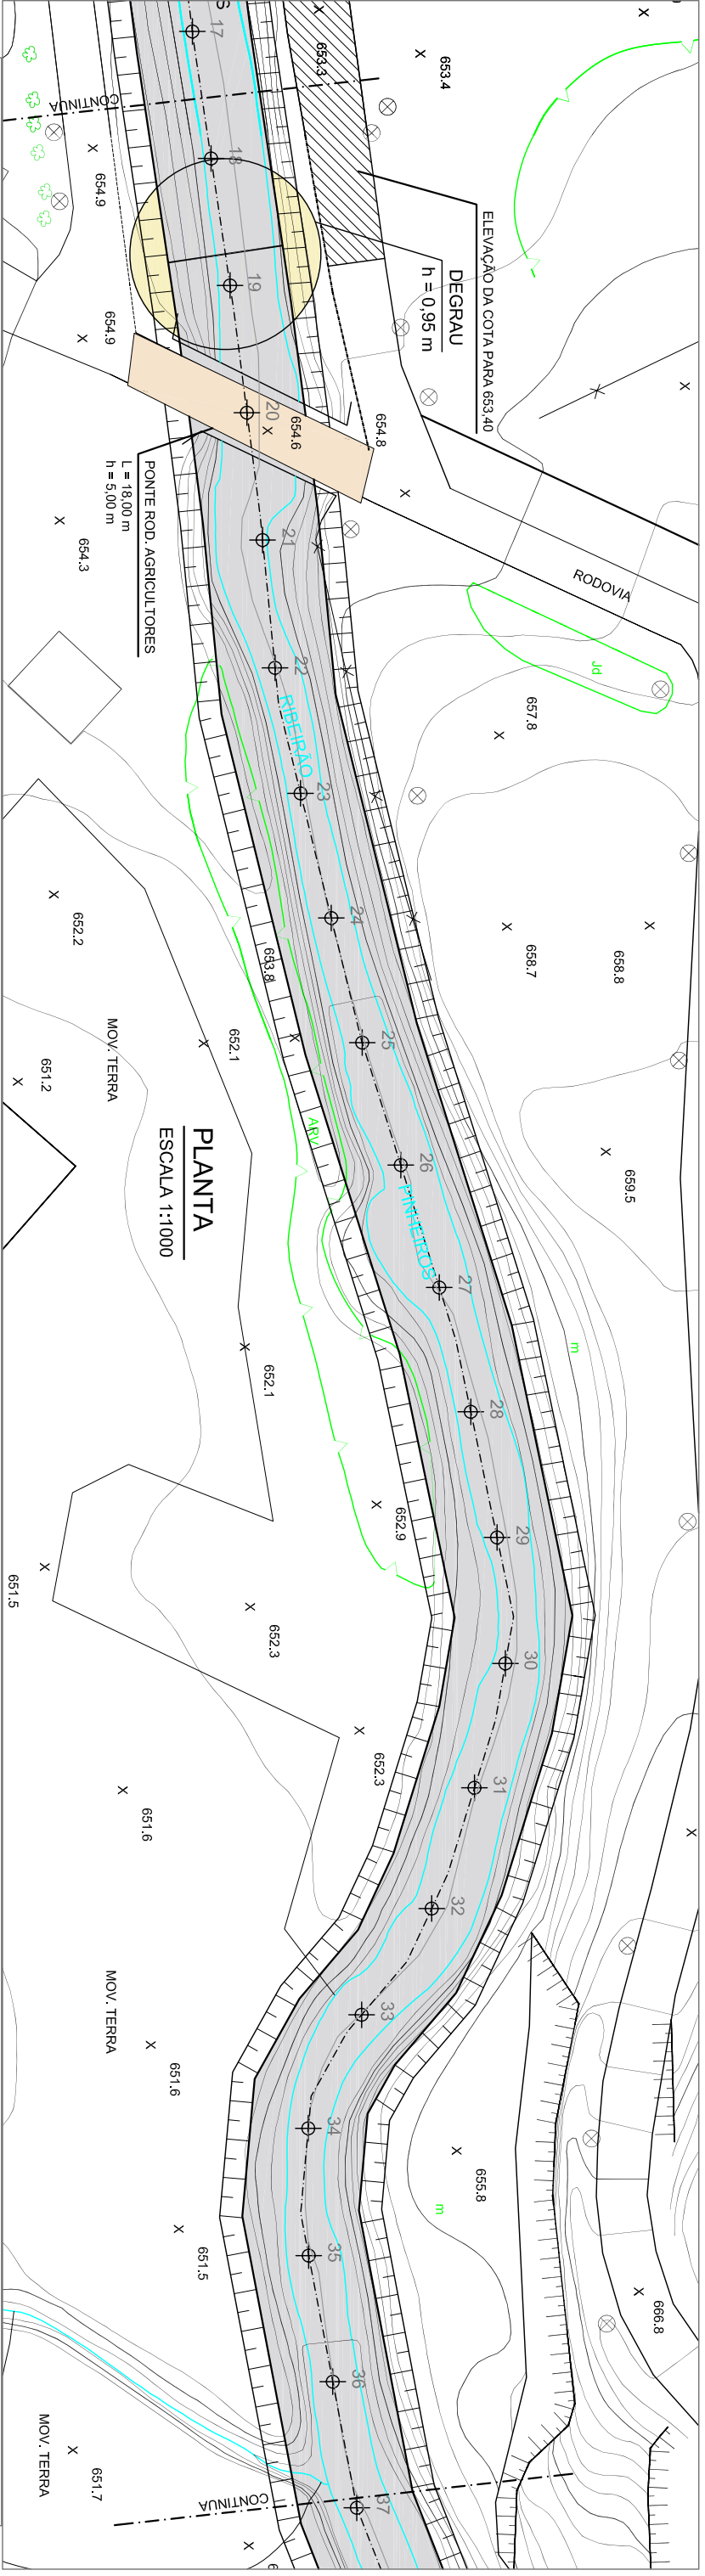 S
17
653.3
653.4
CONTINUA
18
654.9
ELEVAÇÃO DA COTA PARA 653.40
DEGRAU
h = 0,95 m
19
654.9
20
654.6
654.8
PONTE ROD. AGRICULTORES
L = 18,00 m
h = 5,00 m
21
654.3
RODOVIA
22
Jd
657.8
RIBEIRÃO
23
24
652.2
653.8
658.7
658.8
25
652.1
MOV. TERRA
651.2
ARV
PLANTA
ESCALA 1:1000
26
659.5
PINHEIROS
27
m
652.1
28
652.9
29
651.5
652.3
30
652.3
31
651.6
32
MOV. TERRA
33
651.6
34
655.8
m
651.5
35
666.8
36
MOV. TERRA
651.7
CONTINUA
37